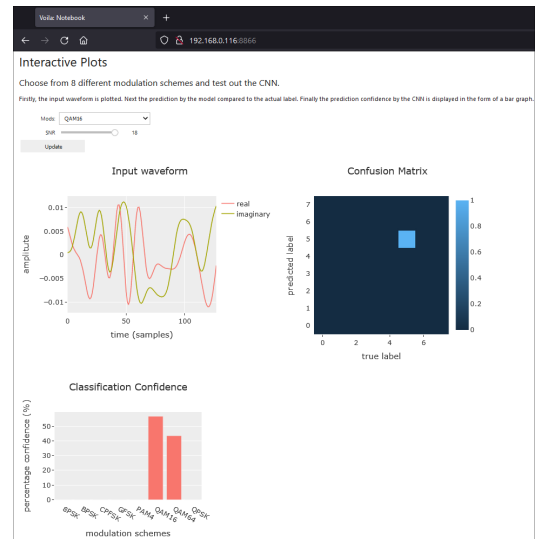 Voila: Notebook
192.168.0.116:8866
Interactive Plots
Choose from 8 different modulation schemes and test out the CNN.
Firstly, the input waveform is plotted. Next the prediction by the model compared to the actual label. Finally the prediction confidence by the CNN is displayed in the form of a bar graph.
Mods: QAM16
SNR 18
Update
Input waveform
real
imaginary
0.01
0.005
0
−0.005
−0.01
amplitute
0 50 100
time (samples)
Confusion Matrix
7
6
5
4
3
2
1
0
predicted label
0 2 4 6
true label
1
0.8
0.6
0.4
0.2
0
Classification Confidence
50
40
30
20
10
0
percentage confidence (%)
8PSK BPSK CPFSK GFSK PAM4 QAM16 QAM64 QPSK
modulation schemes